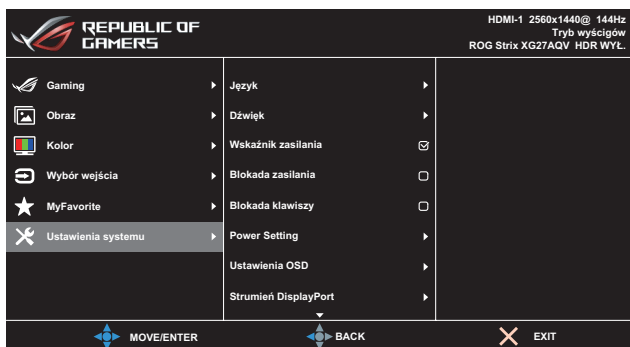 REPUBLIC OF
GAMERS
HDMI-1 2560x1440@ 144Hz
Tryb wyścigów
ROG Strix XG27AQV HDR WYŁ.
Gaming
Obraz
Kolor
Wybór wejścia
MyFavorite
Ustawienia systemu
Język
Dźwięk
Wskaźnik zasilania
Blokada zasilania
Blokada klawiszy
Power Setting
Ustawienia OSD
Strumień DisplayPort
MOVE/ENTER
BACK
EXIT